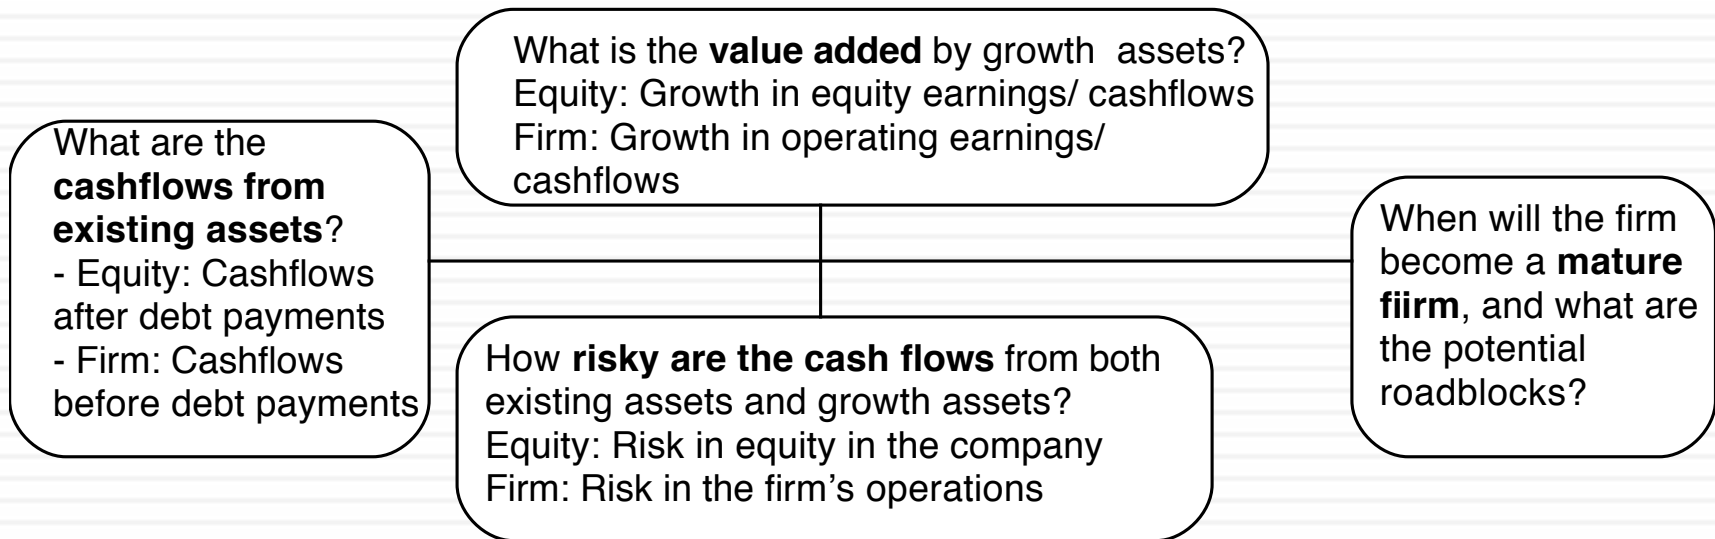 What is the value added by growth  assets?
Equity: Growth in equity earnings/ cashflows
Firm: Growth in operating earnings/
cashflows
What are the
cashflows from
existing assets?
- Equity: Cashflows
after debt payments
- Firm: Cashflows
before debt payments
When will the firm
become a mature
fiirm, and what are
the potential
roadblocks?
How risky are the cash flows from both
existing assets and growth assets?
Equity: Risk in equity in the company
Firm: Risk in the firm’s operations